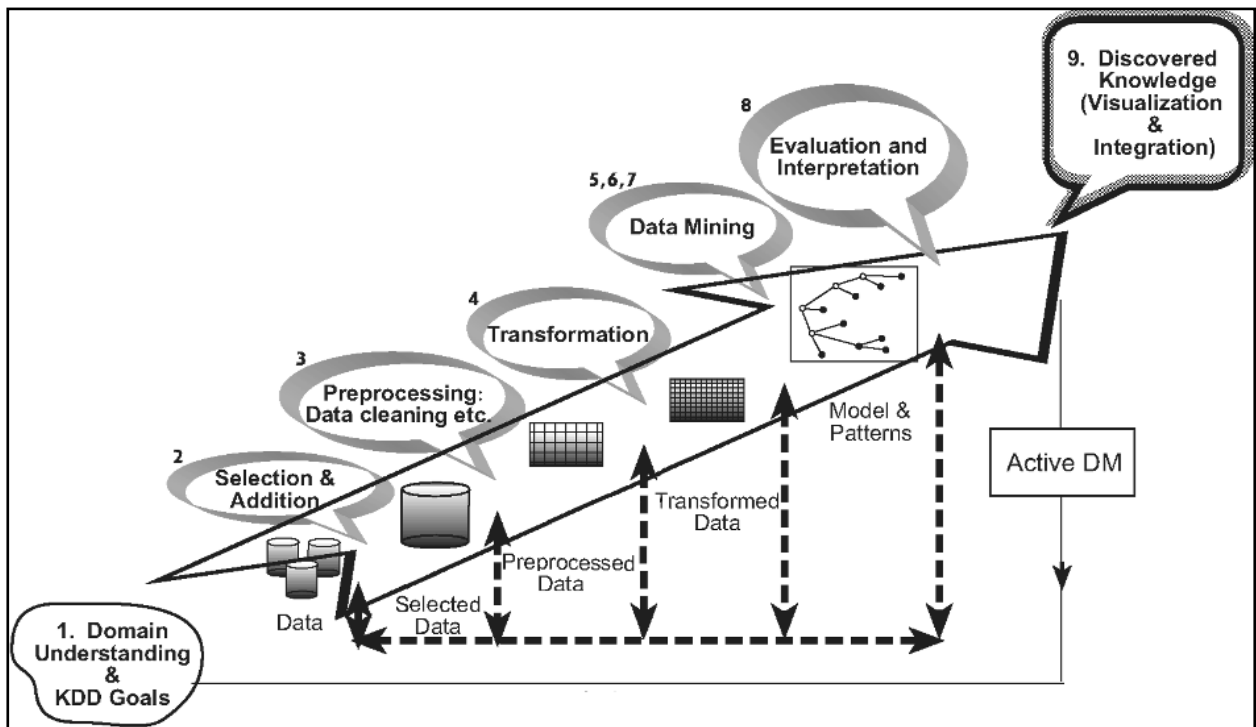 9. Discovered
Knowledge
(Visualization
&
Integration)
8
Evaluation and
Interpretation
5,6,7
Data Mining
4
Transformation
3
Preprocessing:
Data cleaning etc.
2
Selection &
Addition
Model &
Patterns
Active DM
Transformed
Data
Preprocessed
Data
Selected
Data
Data
1. Domain
Understanding
&
KDD Goals